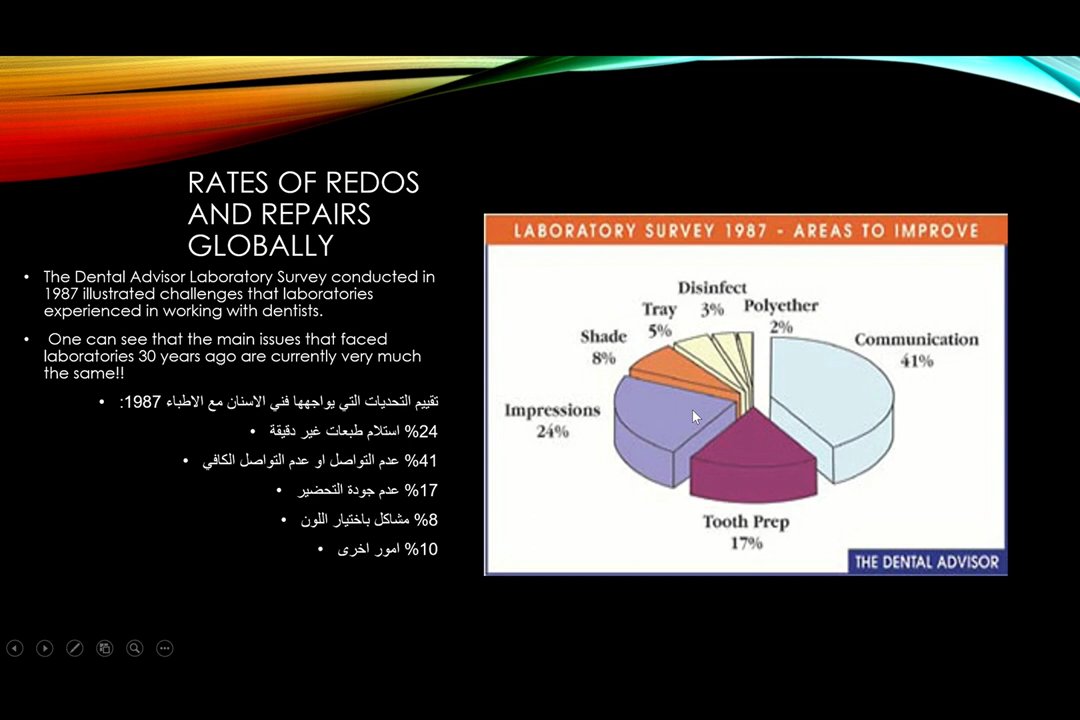 RATES OF REDOS
AND REPAIRS
GLOBALLY
• The Dental Advisor Laboratory Survey conducted in
1987 illustrated challenges that laboratories
experienced in working with dentists.
• One can see that the main issues that faced
laboratories 30 years ago are currently very much
the same!!
• تقييم التحديات التي يواجهها فني الاسنان مع الاطباء 1987:
• 24% استلام طبعات غير دقيقة
• 41% عدم التواصل او عدم التواصل الكافي
• 17% عدم جودة التحضير
• 8% مشاكل باختيار اللون
• 10% امور اخرى
LABORATORY SURVEY 1987 - AREAS TO IMPROVE
Disinfect
3%
Polyether
2%
Tray
5%
Shade
8%
Communication
41%
Impressions
24%
Tooth Prep
17%
THE DENTAL ADVISOR